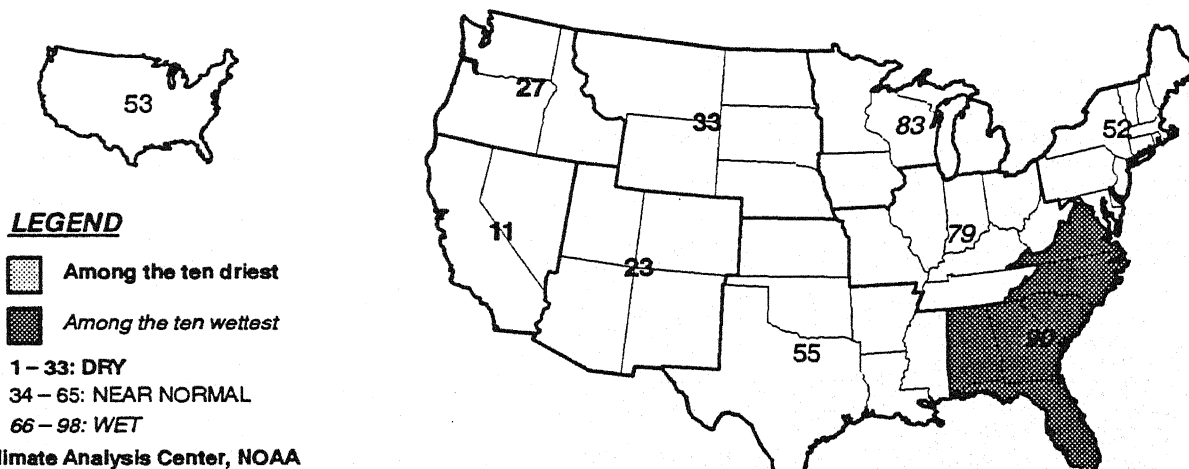 53
27
33
83
52
11
23
79
55
90
LEGEND
Among the ten driest
Among the ten wettest
1 – 33: DRY
34 – 65: NEAR NORMAL
66 – 98: WET
limate Analysis Center, NOAA